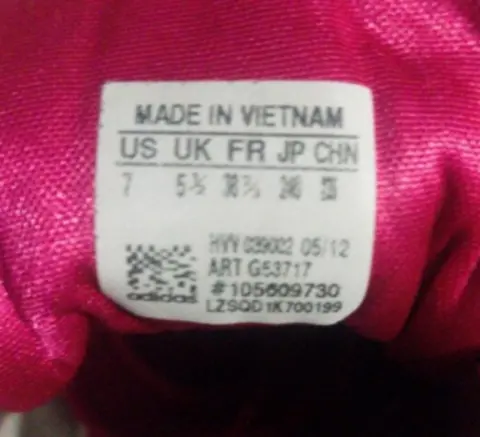 MADE IN VIETNAM
US UK FR JP CHN
7 5½ 38⅔ 240
HVY 039002 05/12
ART G53717
#105609730
adidas
LZSQD1K700199